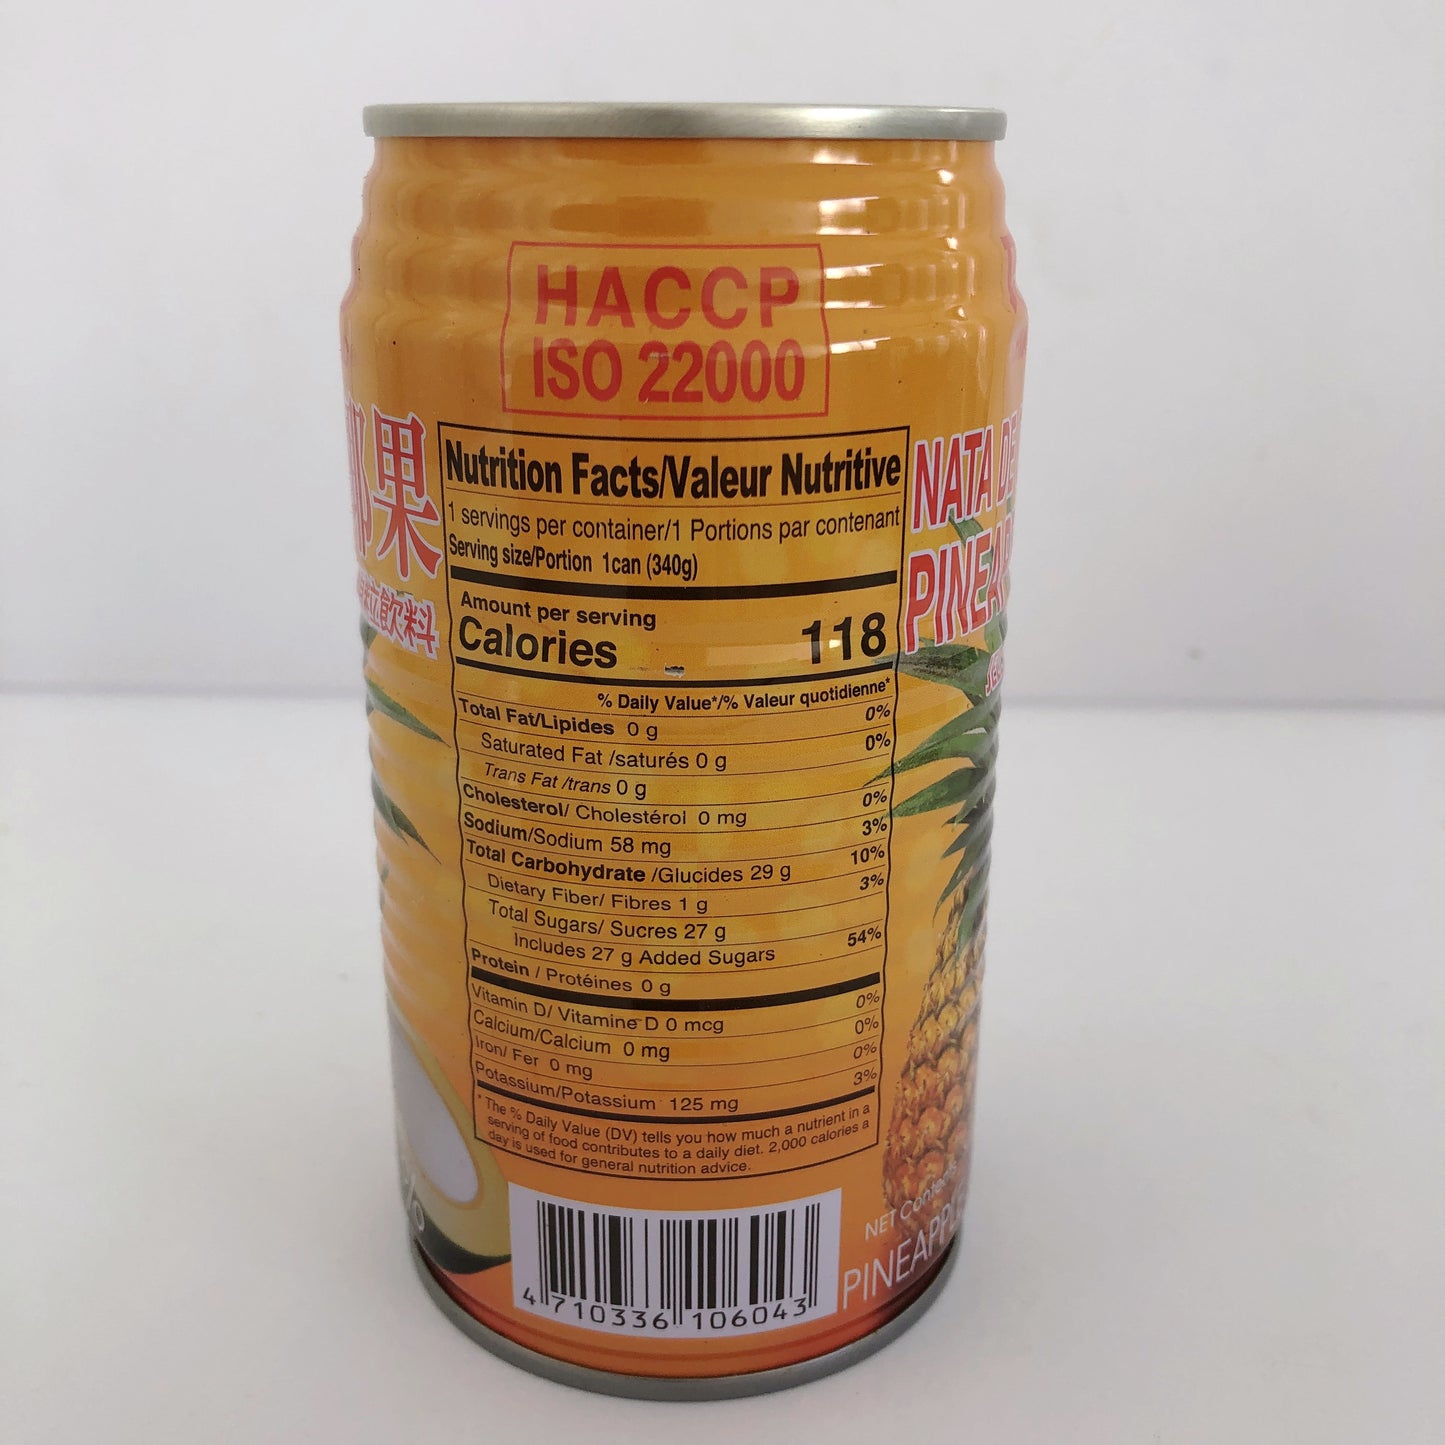 HACCP
ISO 22000
果
飲料
NATA DE
Nutrition Facts/Valeur Nutritive
1 servings per container/1 Portions par contenant
Serving size/Portion 1can (340g)
Amount per serving
Calories 118
% Daily Value*/% Valeur quotidienne*
Total Fat/Lipides 0 g 0%
Saturated Fat /saturés 0 g 0%
Trans Fat /trans 0 g
Cholesterol/ Cholestérol 0 mg 0%
Sodium/Sodium 58 mg 3%
Total Carbohydrate /Glucides 29 g 10%
Dietary Fiber/ Fibres 1 g 3%
Total Sugars/ Sucres 27 g
Includes 27 g Added Sugars 54%
Protein / Protéines 0 g
Vitamin D/ Vitamine D 0 mcg 0%
Calcium/Calcium 0 mg 0%
Iron/ Fer 0 mg 0%
Potassium/Potassium 125 mg 3%
* The % Daily Value (DV) tells you how much a nutrient in a
serving of food contributes to a daily diet. 2,000 calories a
day is used for general nutrition advice.
NET Contents
4 710336 106043
%